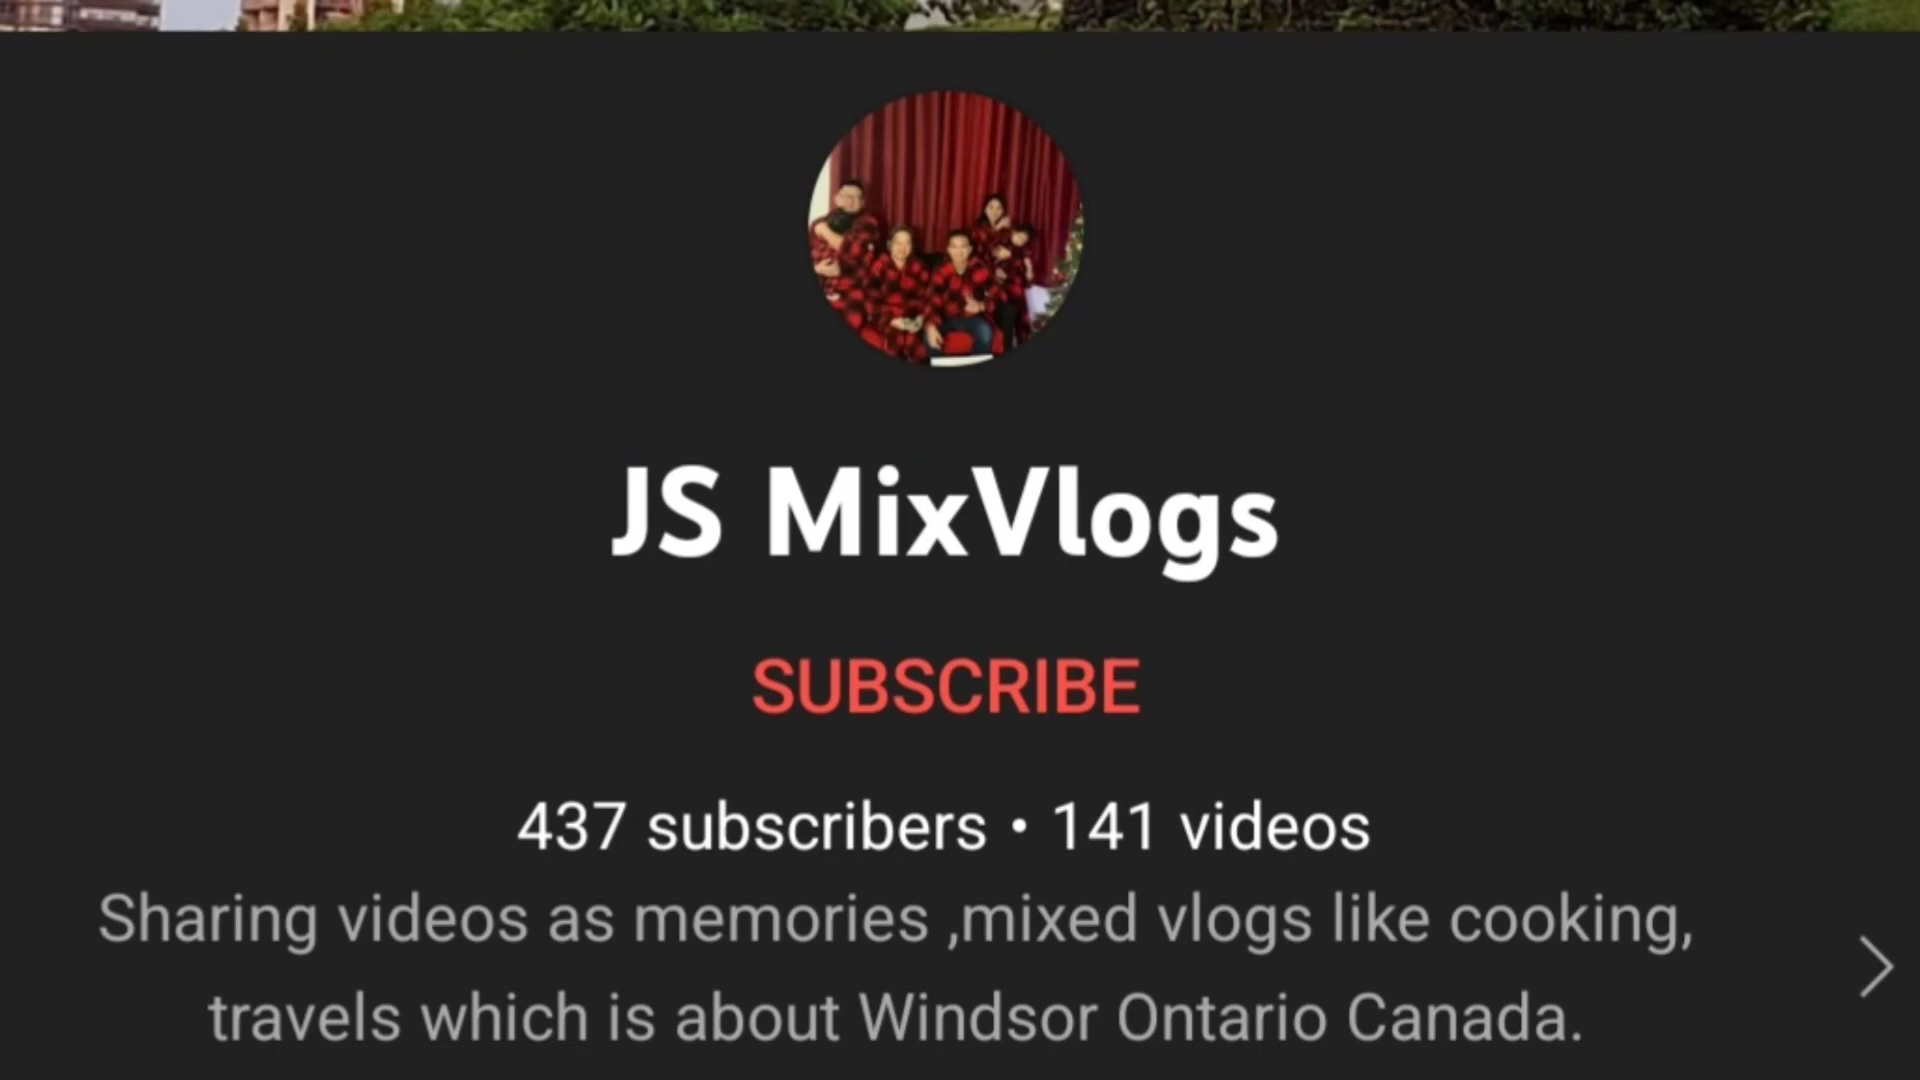 JS MixVlogs
SUBSCRIBE
437 subscribers • 141 videos
Sharing videos as memories ,mixed vlogs like cooking,
travels which is about Windsor Ontario Canada.